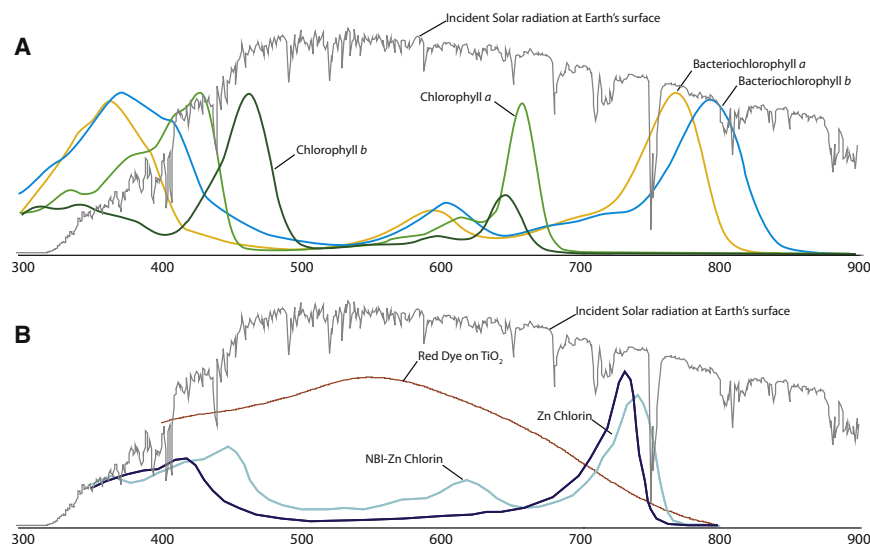 A
Incident Solar radiation at Earth's surface
Bacteriochlorophyll a
Bacteriochlorophyll b
Chlorophyll a
Chlorophyll b
300 400 500 600 700 800 900
B
Incident Solar radiation at Earth's surface
Red Dye on TiO2
Zn Chlorin
NBI-Zn Chlorin
300 400 500 600 700 800 900